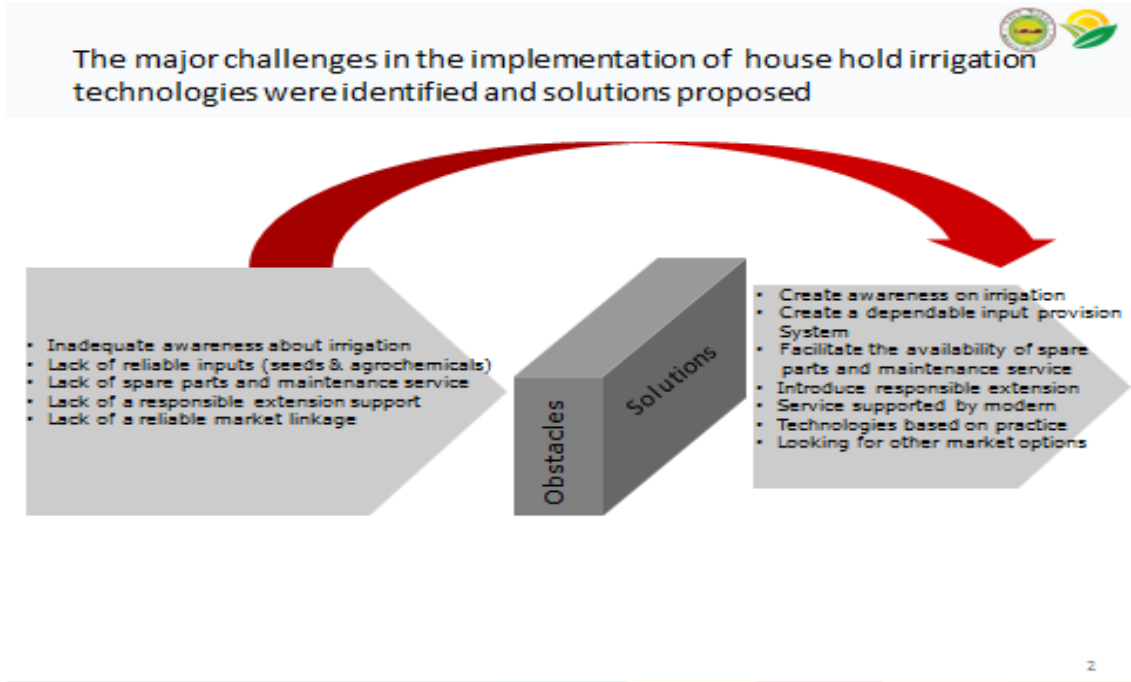 The major challenges in the implementation of house hold irrigation
technologies were identified and solutions proposed
• Inadequate awareness about irrigation
• Lack of reliable inputs (seeds & agrochemicals)
• Lack of spare parts and maintenance service
• Lack of a responsible extension support
• Lack of a reliable market linkage
Obstacles
Solutions
• Create awareness on irrigation
• Create a dependable input provision
System
• Facilitate the availability of spare
parts and maintenance service
• Introduce responsible extension
• Service supported by modern
• Technologies based on practice
• Looking for other market options
2